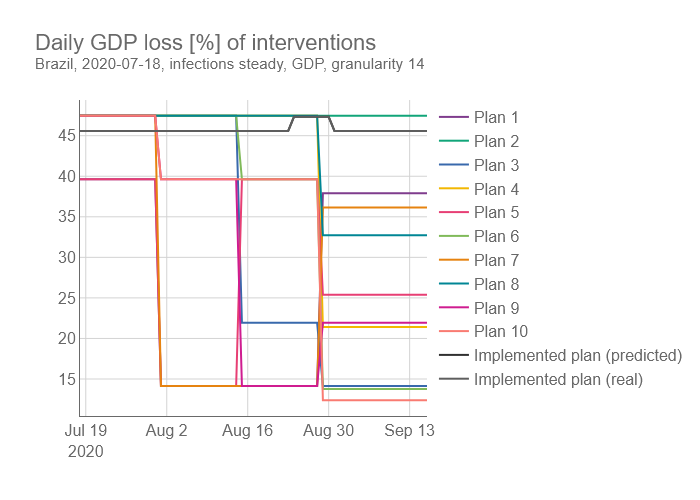 Daily GDP loss [%] of interventions
Brazil, 2020-07-18, infections steady, GDP, granularity 14
45
40
35
30
25
20
15
Jul 19
2020
Aug 2
Aug 16
Aug 30
Sep 13
Plan 1
Plan 2
Plan 3
Plan 4
Plan 5
Plan 6
Plan 7
Plan 8
Plan 9
Plan 10
Implemented plan (predicted)
Implemented plan (real)